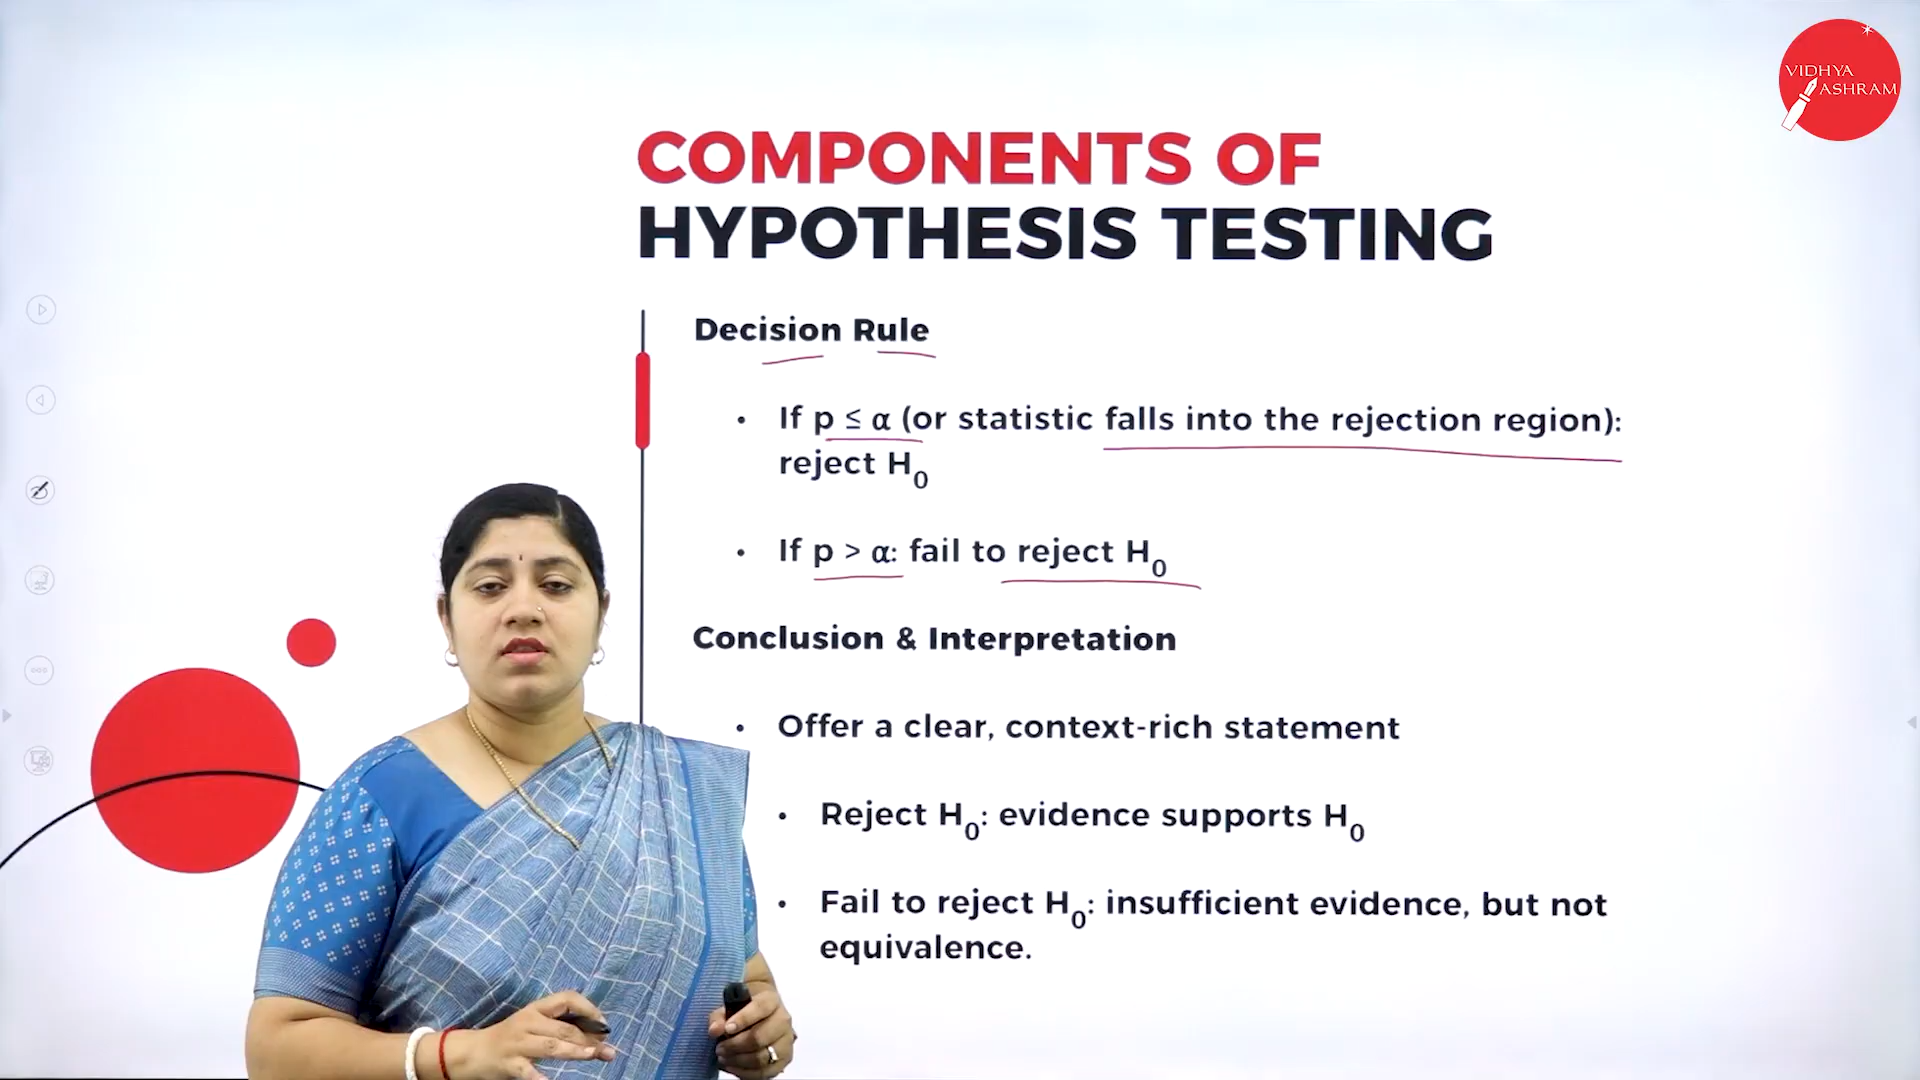 VIDHYA
ASHRAM
COMPONENTS OF
HYPOTHESIS TESTING
Decision Rule
• If p ≤ α (or statistic falls into the rejection region):
reject H₀
• If p > α: fail to reject H₀
Conclusion & Interpretation
• Offer a clear, context-rich statement
• Reject H₀: evidence supports H₀
• Fail to reject H₀: insufficient evidence, but not
equivalence.